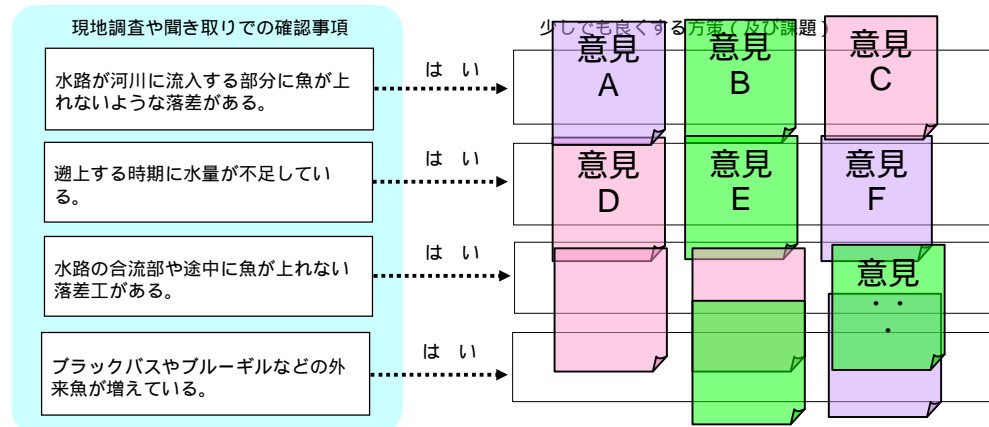 現地調査や聞き取りでの確認事項
少しでも良くする方策(及び課題)
水路が河川に流入する部分に魚が上
れないような落差がある。
は い
意見
A
意見
B
意見
C
遡上する時期に水量が不足してい
る。
は い
意見
D
意見
E
意見
F
水路の合流部や途中に魚が上れない
落差工がある。
は い
意見
・・
・
ブラックバスやブルーギルなどの外
来魚が増えている。
は い